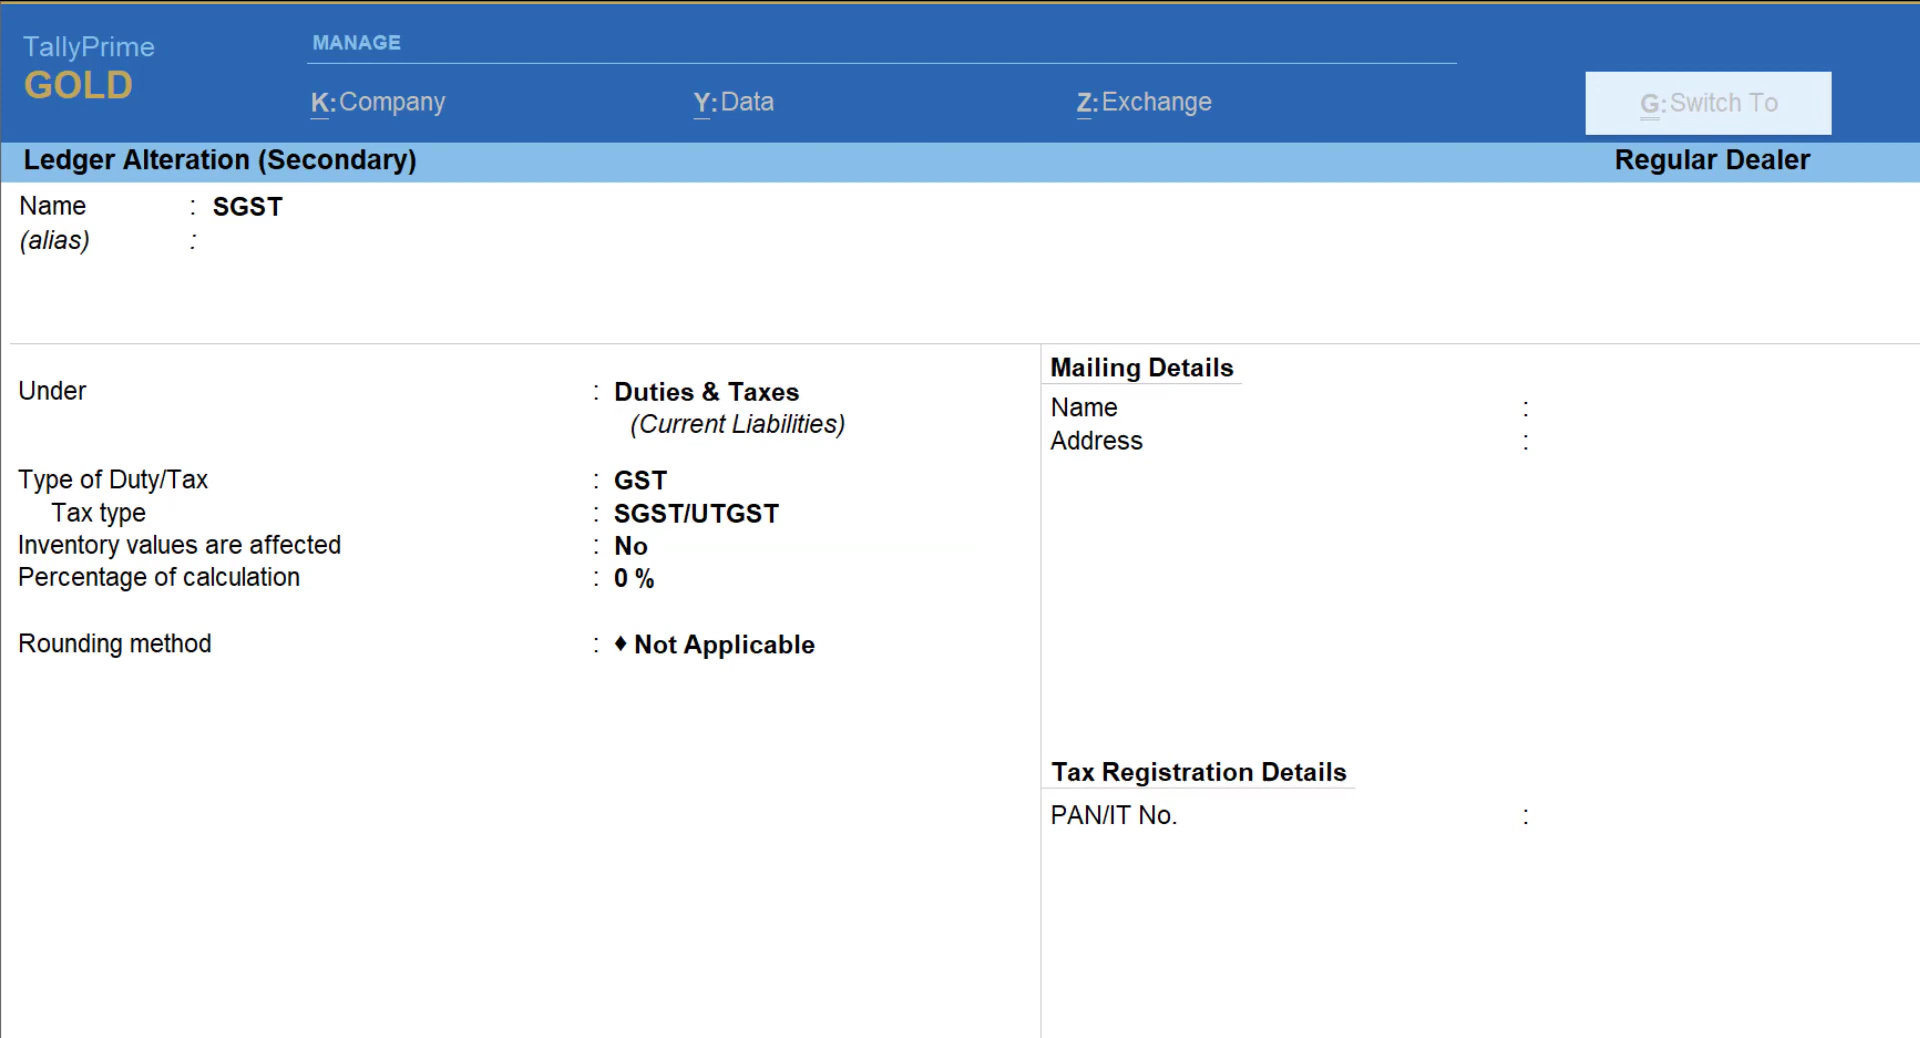 TallyPrime
GOLD
MANAGE
K:Company
Y:Data
Z:Exchange
G:Switch To
Ledger Alteration (Secondary)
Regular Dealer
Name : SGST
(alias) :
Under : Duties & Taxes
(Current Liabilities)
Type of Duty/Tax : GST
Tax type : SGST/UTGST
Inventory values are affected : No
Percentage of calculation : 0 %
Rounding method : ♦ Not Applicable
Mailing Details
Name :
Address :
Tax Registration Details
PAN/IT No. :